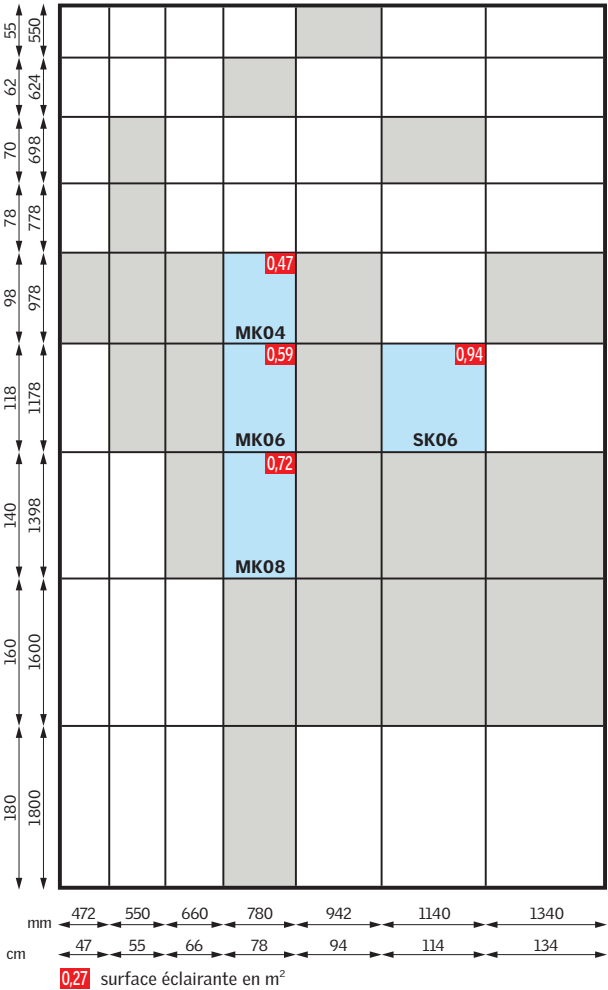 55 550
62 624
70 698
78 778
98 978
0,47
MK04
118 1178
0,59 0,94
MK06 SK06
140 1398
0,72
MK08
160 1600
180 1800
mm 472 550 660 780 942 1140 1340
cm 47 55 66 78 94 114 134
0,27 surface éclairante en m²